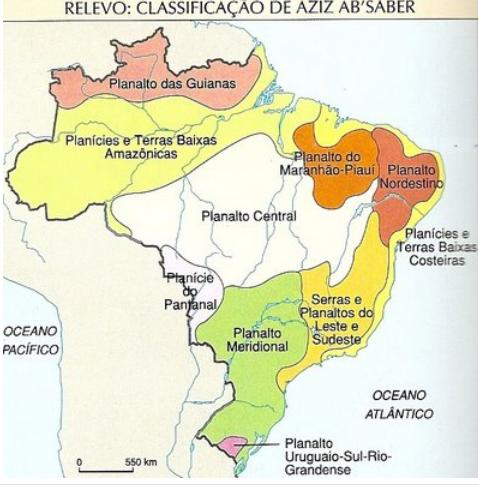 RELEVO: CLASSIFICAÇÃO DE AZIZ AB'SABER
Planalto das Guianas
Planícies e Terras Baixas
Amazônicas
Planalto do
Maranhão-Piauí
Planalto
Nordestino
Planalto Central
Planícies e
Terras Baixas
Costeiras
Planície
do
Pantanal
Serras e
Planaltos do
Leste e
Sudeste
Planalto
Meridional
OCEANO
PACÍFICO
OCEANO
ATLÂNTICO
Planalto
Uruguaio-Sul-Rio-
Grandense
0 550 km